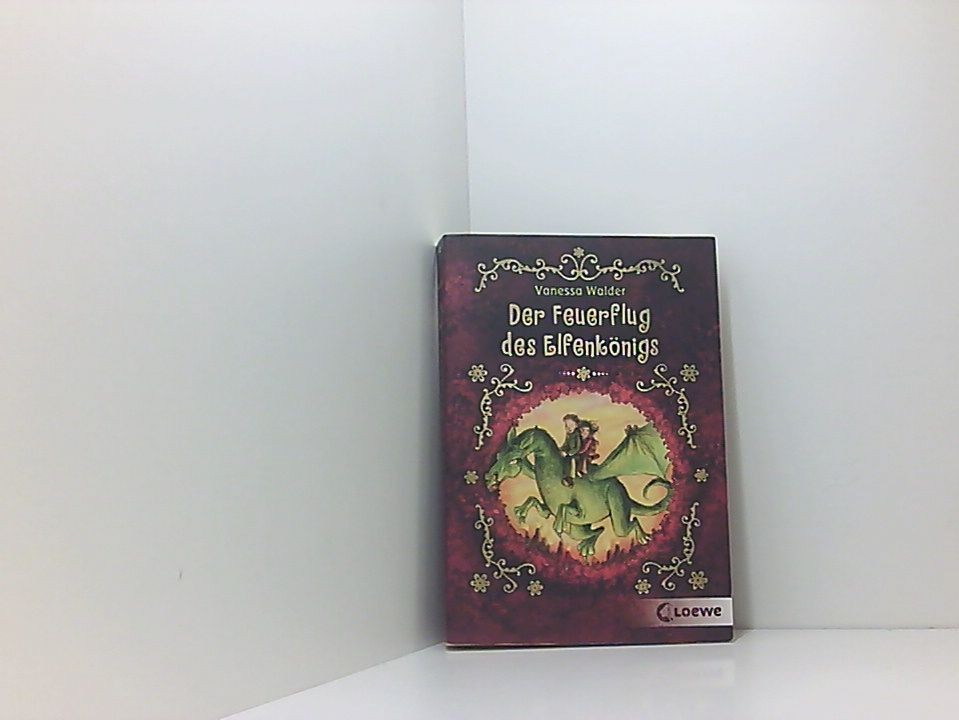 Vanessa Walder
Der Feuerflug
des Elfenkönigs
Loewe